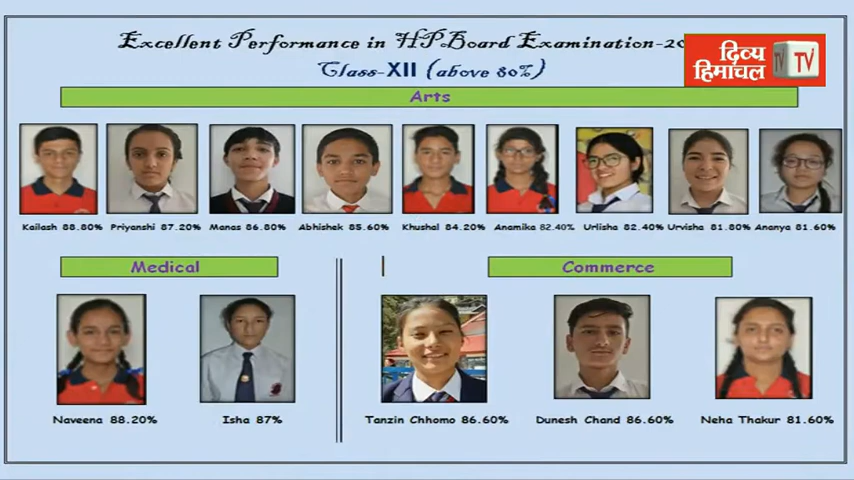 Excellent Performance in HP Board Examination-20
दिव्य
हिमाचल
TV
Class-XII (above 80%)
Arts
Kailash 88.80% Priyanshi 87.20% Manas 86.80% Abhishek 85.60% Khushal 84.20% Anamika 82.40% Urlisha 82.40% Urvisha 81.80% Ananya 81.60%
Medical Commerce
Naveena 88.20% Isha 87% Tanzin Chhomo 86.60% Dunesh Chand 86.60% Neha Thakur 81.60%